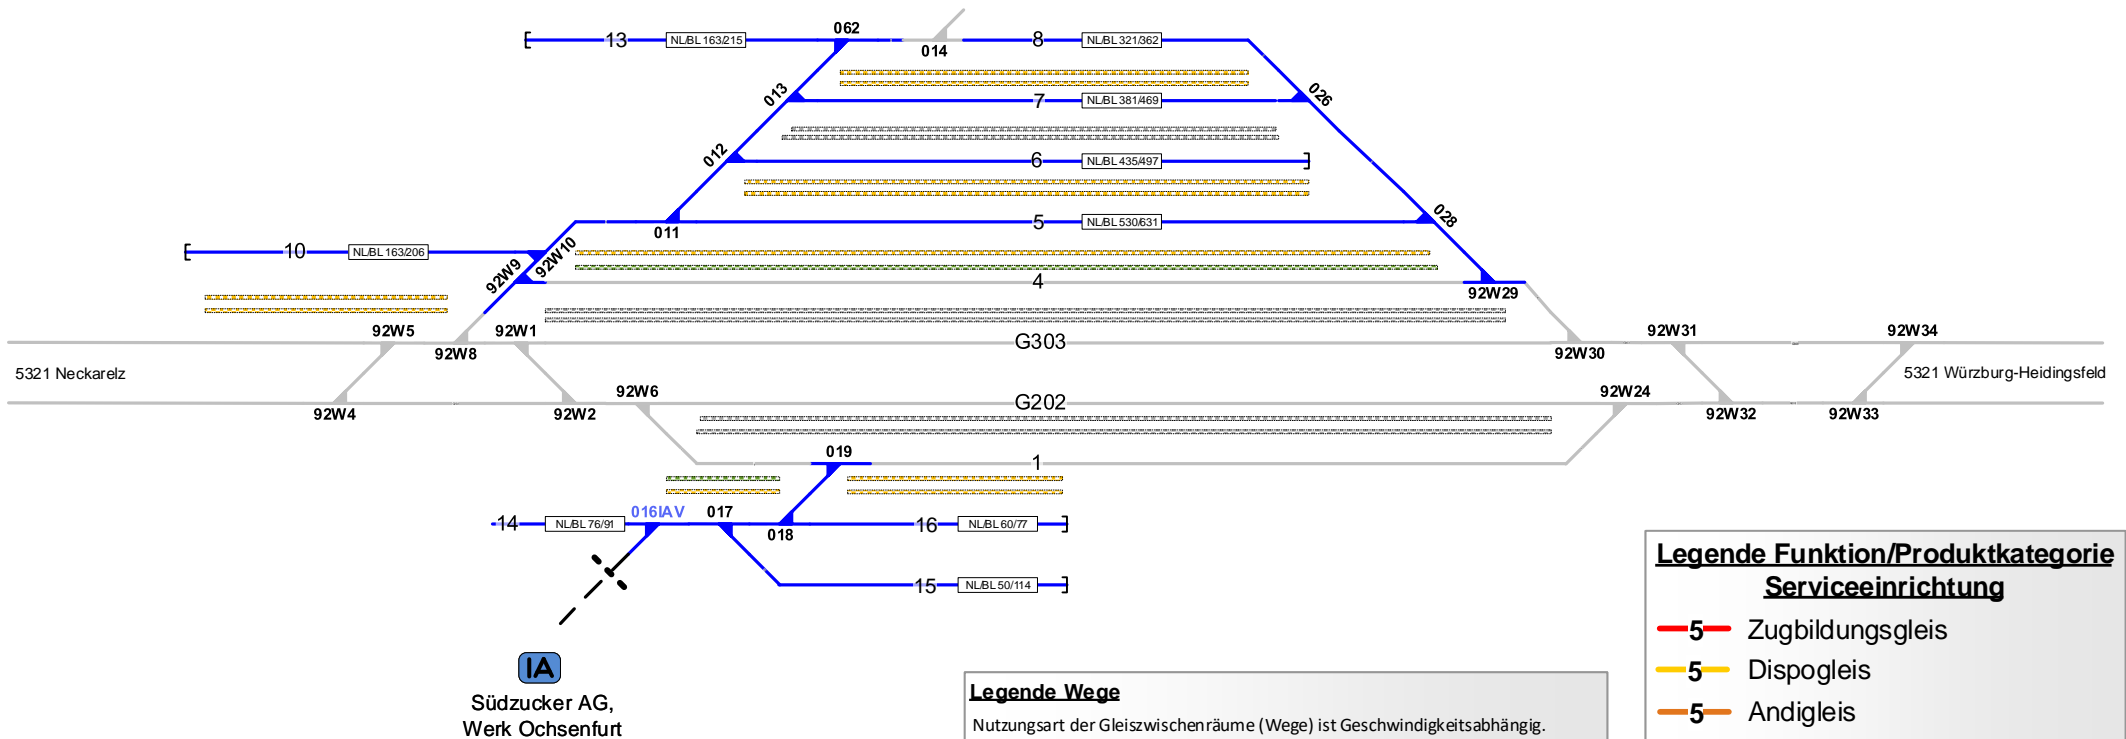 062
13 NL/BL 163/215
8 NL/BL 321/362
014
013
026
7 NL/BL 381/469
012
6 NL/BL 435/497
028
5 NL/BL 530/631
011
10 NL/BL 163/206
92W9
92W10
4
92W29
92W5
92W1
92W31
92W34
G303
92W8
92W30
5321 Neckarelz
5321 Würzburg-Heidingsfeld
92W6
92W24
G202
92W4
92W2
92W32
92W33
019
1
016IAV
017
14 NL/BL 76/91
16 NL/BL 60/77
018
15 NL/BL 50/114
IA
Südzucker AG,
Werk Ochsenfurt
Legende Wege
Nutzungsart der Gleiszwischenräume (Wege) ist Geschwindigkeitsabhängig.
Legende Funktion/Produktkategorie
Serviceeinrichtung
5 Zugbildungsgleis
5 Dispogleis
5 Andigleis